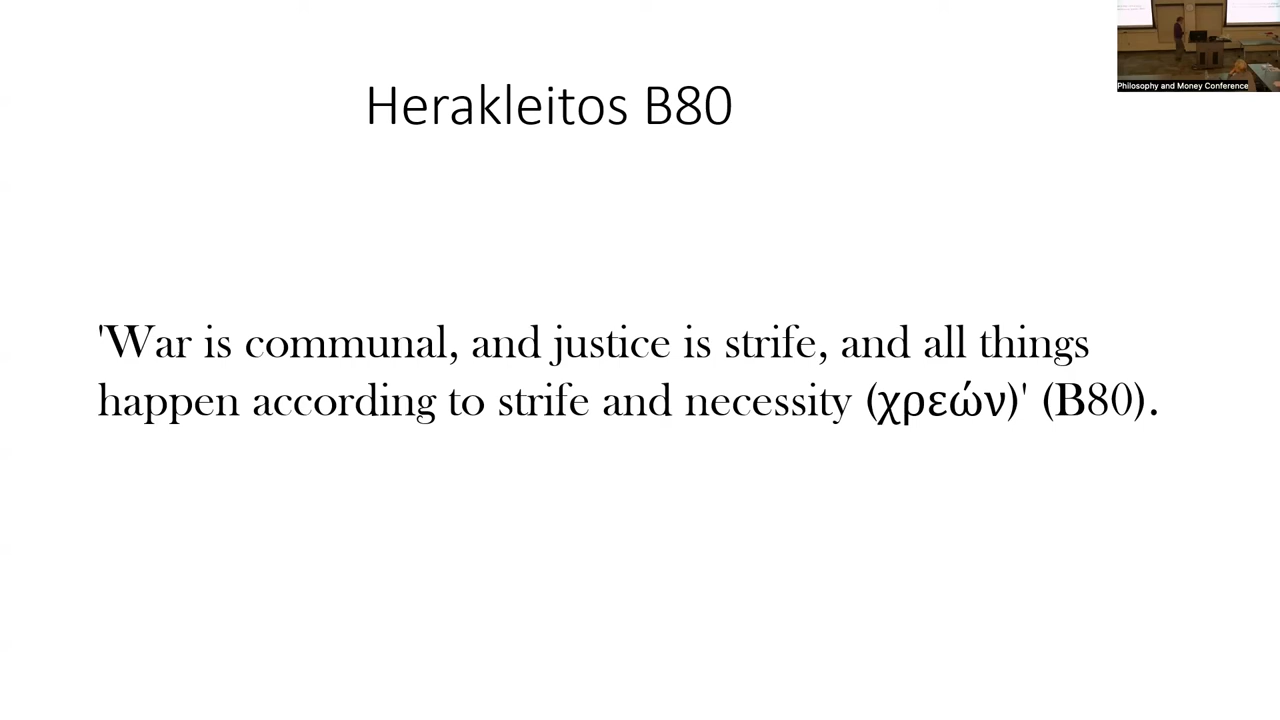 Philosophy and Money Conference
Herakleitos B80
'War is communal, and justice is strife, and all things
happen according to strife and necessity (χρεών)' (B80).